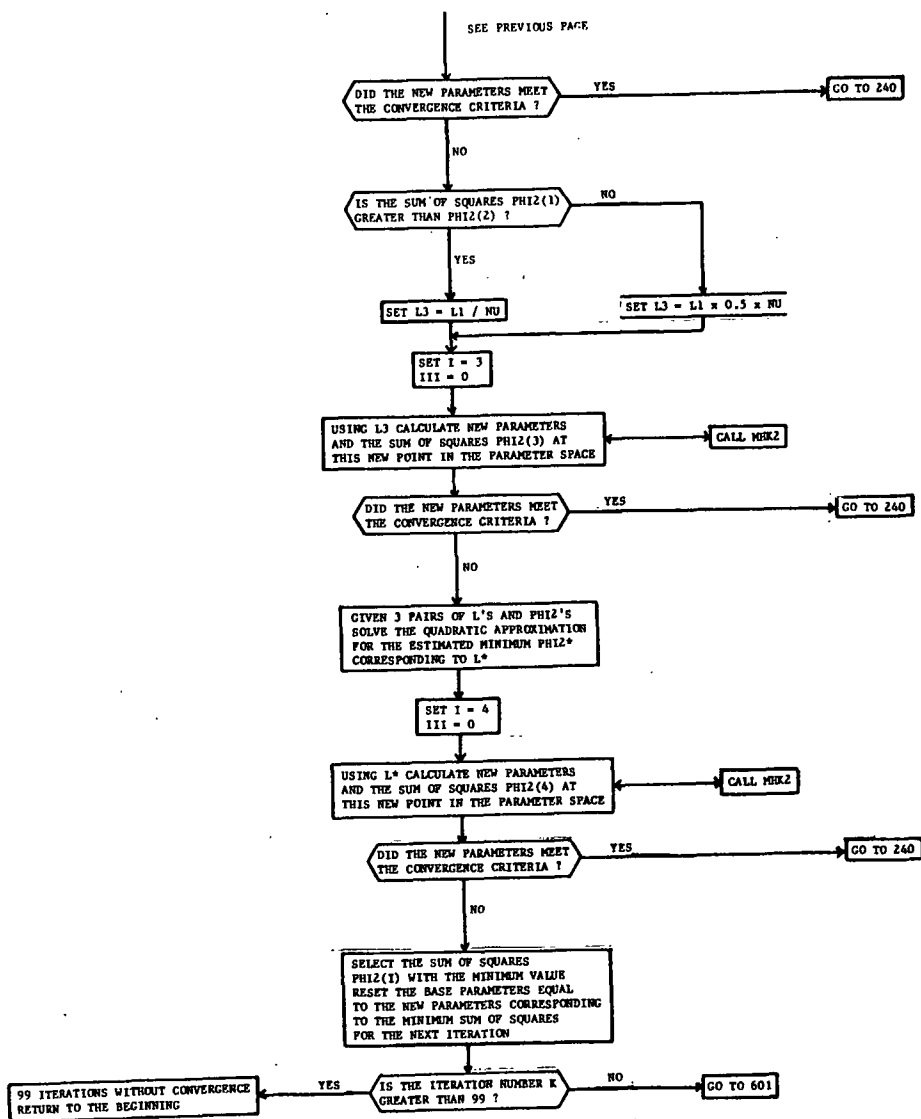 SEE PREVIOUS PAGE
DID THE NEW PARAMETERS MEET
THE CONVERGENCE CRITERIA ?
YES
GO TO 240
NO
IS THE SUM OF SQUARES PHI2(1)
GREATER THAN PHI2(2) ?
NO
YES
SET L3 = L1 / NU
SET L3 = L1 x 0.5 x NU
SET I = 3
III = 0
USING L3 CALCULATE NEW PARAMETERS
AND THE SUM OF SQUARES PHI2(3) AT
THIS NEW POINT IN THE PARAMETER SPACE
CALL MHK2
DID THE NEW PARAMETERS MEET
THE CONVERGENCE CRITERIA ?
YES
GO TO 240
NO
GIVEN 3 PAIRS OF L'S AND PHI2'S
SOLVE THE QUADRATIC APPROXIMATION
FOR THE ESTIMATED MINIMUM PHI2*
CORRESPONDING TO L*
SET I = 4
III = 0
USING L* CALCULATE NEW PARAMETERS
AND THE SUM OF SQUARES PHI2(4) AT
THIS NEW POINT IN THE PARAMETER SPACE
CALL MHK2
DID THE NEW PARAMETERS MEET
THE CONVERGENCE CRITERIA ?
YES
GO TO 240
NO
SELECT THE SUM OF SQUARES
PHI2(I) WITH THE MINIMUM VALUE
RESET THE BASE PARAMETERS EQUAL
TO THE NEW PARAMETERS CORRESPONDING
TO THE MINIMUM SUM OF SQUARES
FOR THE NEXT ITERATION
99 ITERATIONS WITHOUT CONVERGENCE
RETURN TO THE BEGINNING
YES
IS THE ITERATION NUMBER K
GREATER THAN 99 ?
NO
GO TO 601